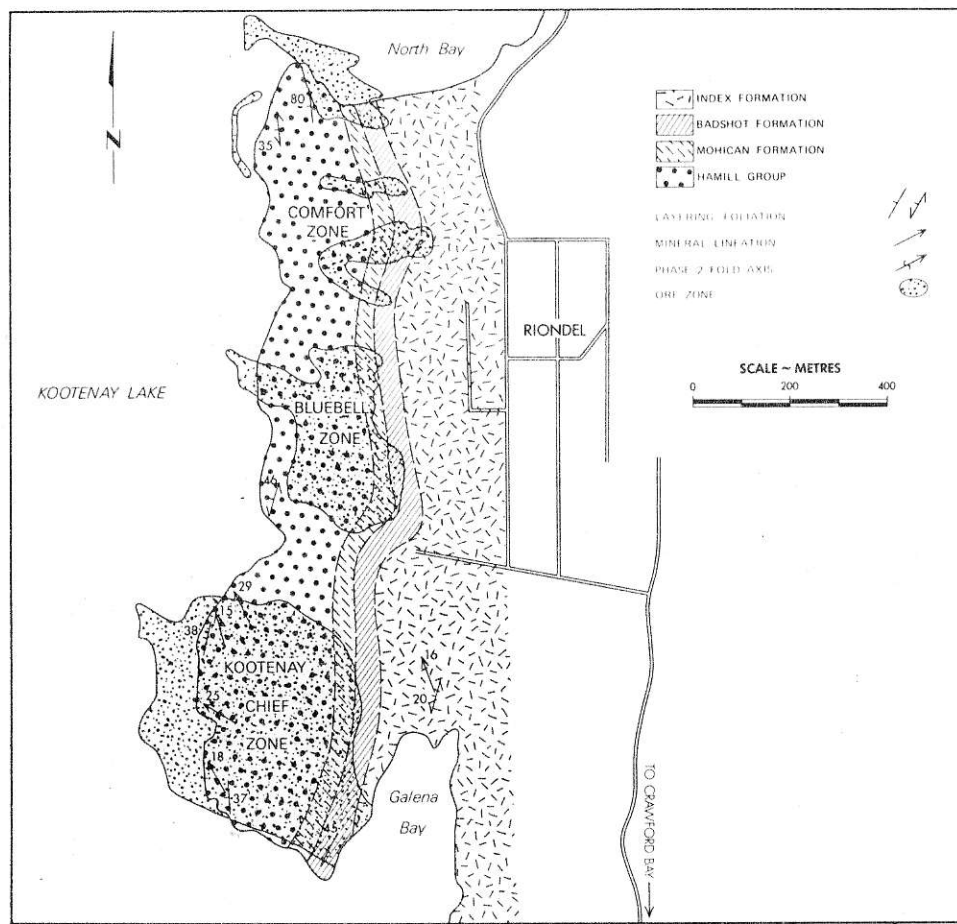 North Bay
N
INDEX FORMATION
BADSHOT FORMATION
MOHICAN FORMATION
HAMILL GROUP
LAYERING FOLIATION
MINERAL LINEATION
PHASE 2 FOLD AXIS
ORE ZONE
80
35
COMFORT
ZONE
RIONDEL
SCALE ~ METRES
0 200 400
KOOTENAY LAKE
BLUEBELL
ZONE
46
29
15
38
KOOTENAY
16
25
CHIEF
20
ZONE
18
37
Galena
Bay
45
TO CRAWFORD BAY